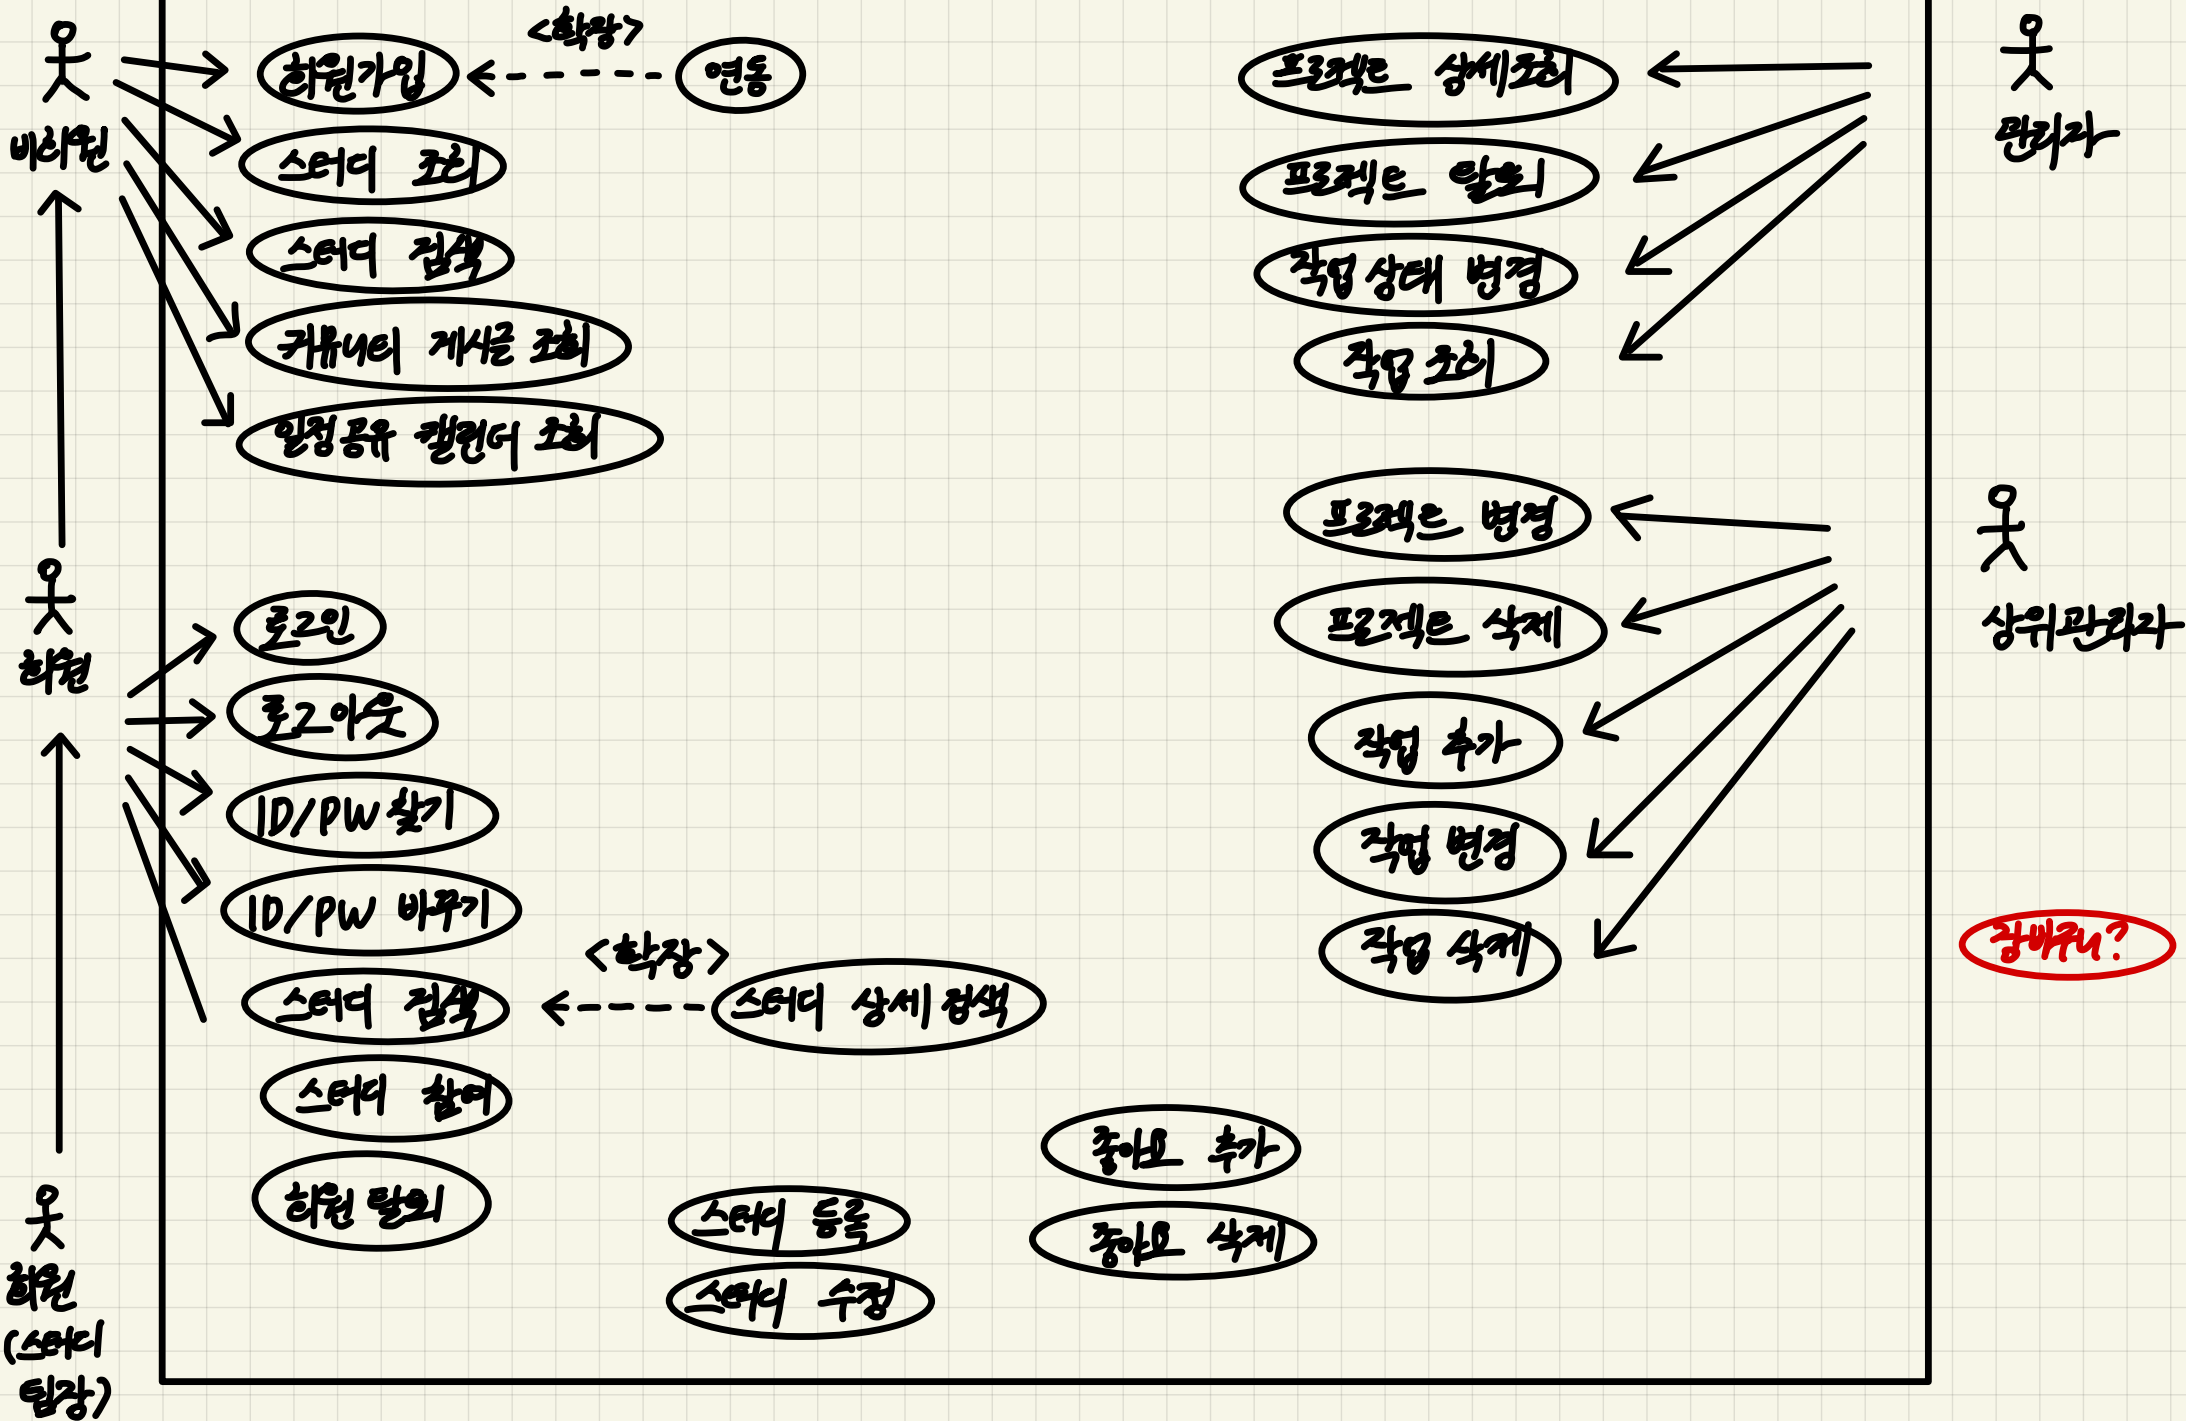 비회원
회원가입
<확장>
연동
스터디 조회
스터디 검색
커뮤니티 게시글 조회
일정공유 캘린더 조회
회원
로그인
로그아웃
ID/PW 찾기
ID/PW 바꾸기
스터디 검색
<확장>
스터디 상세검색
스터디 참여
회원 탈퇴
회원
(스터디
팀장)
스터디 등록
스터디 수정
좋아요 추가
좋아요 삭제
관리자
프로젝트 상세조회
프로젝트 탈퇴
작업 상태 변경
작업 조회
상위관리자
프로젝트 변경
프로젝트 삭제
작업 추가
작업 변경
작업 삭제
장바구니?